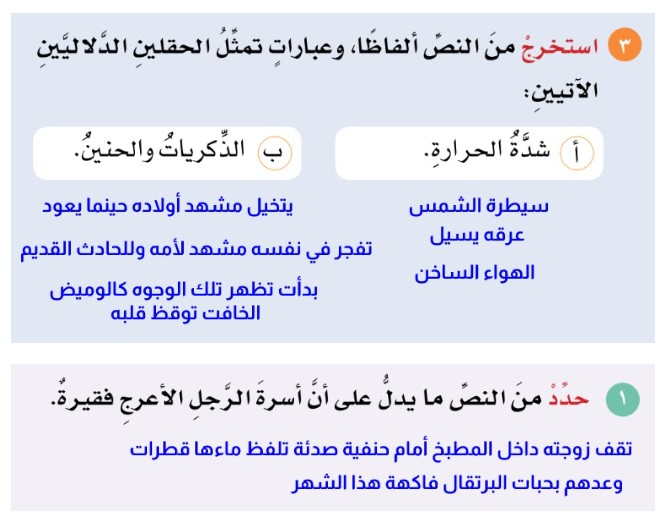 ٣ استخرجْ منَ النصِّ ألفاظًا، وعباراتٍ تمثِّلُ الحقلينِ الدَّلاليَّينِ
الآتيينِ:
أ شدَّةُ الحرارةِ.
ب الذِّكرياتُ والحنينُ.
سيطرة الشمس
عرقه يسيل
الهواء الساخن
يتخيل مشهد أولاده حينما يعود
تفجر في نفسه مشهد لأمه وللحادث القديم
بدأت تظهر تلك الوجوه كالوميض
الخافت توقظ قلبه
١ حدِّدْ منَ النصِّ ما يدلُّ على أنَّ أسرةَ الرَّجلِ الأعرجِ فقيرةٌ.
تقف زوجته داخل المطبخ أمام حنفية صدئة تلفظ ماءها قطرات
وعدهم بحبات البرتقال فاكهة هذا الشهر